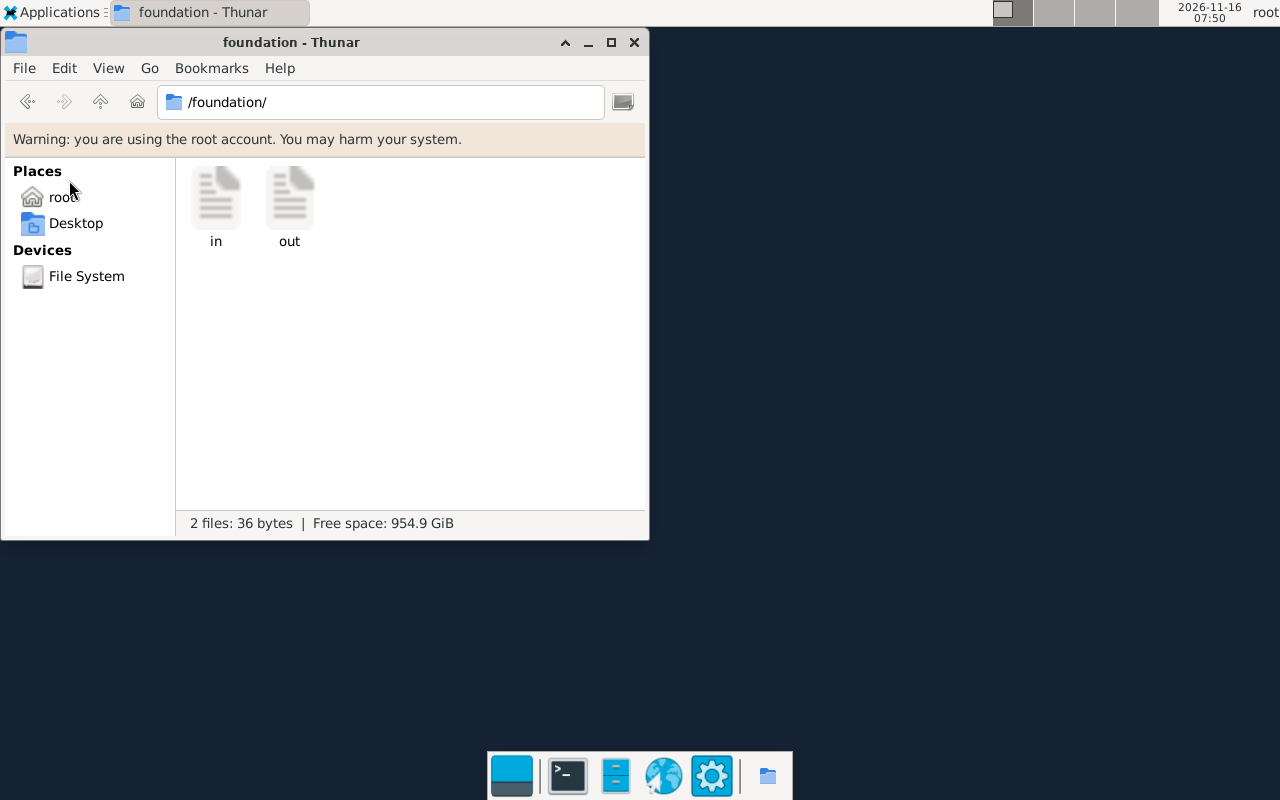 Applications
foundation - Thunar
2026-11-16
07:50
root
foundation - Thunar
File Edit View Go Bookmarks Help
/foundation/
Warning: you are using the root account. You may harm your system.
Places
root
Desktop
Devices
File System
in
out
2 files: 36 bytes | Free space: 954.9 GiB